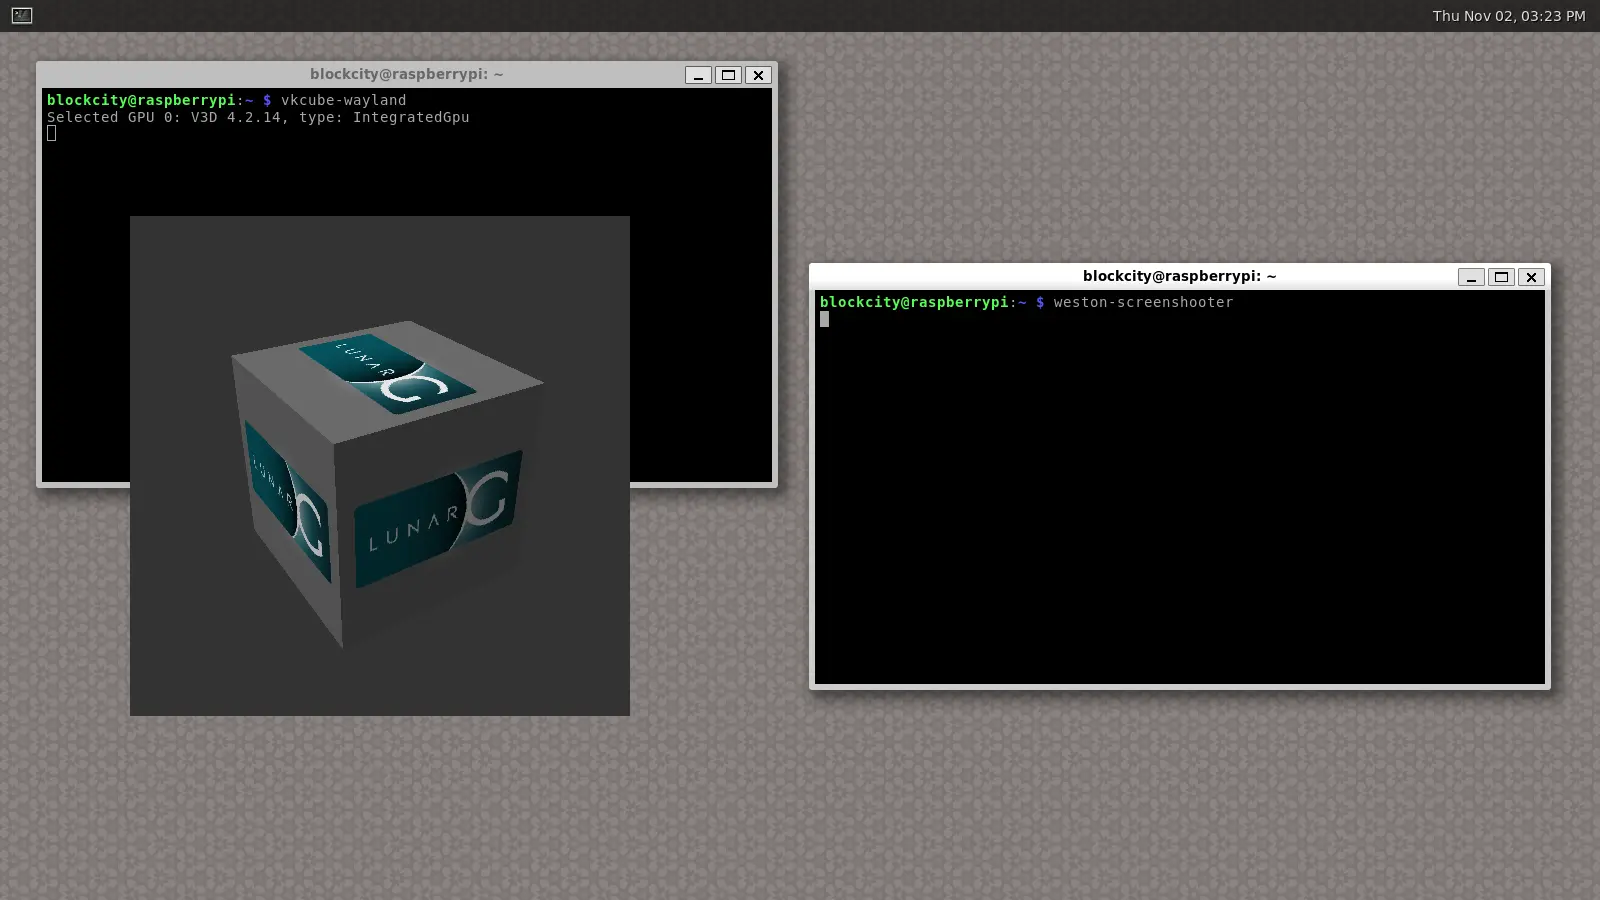 Thu Nov 02, 03:23 PM
blockcity@raspberrypi: ~
blockcity@raspberrypi:~ $ vkcube-wayland
Selected GPU 0: V3D 4.2.14, type: IntegratedGpu
LUNAR G
LUNAR G
LUNAR G
blockcity@raspberrypi: ~
blockcity@raspberrypi:~ $ weston-screenshooter